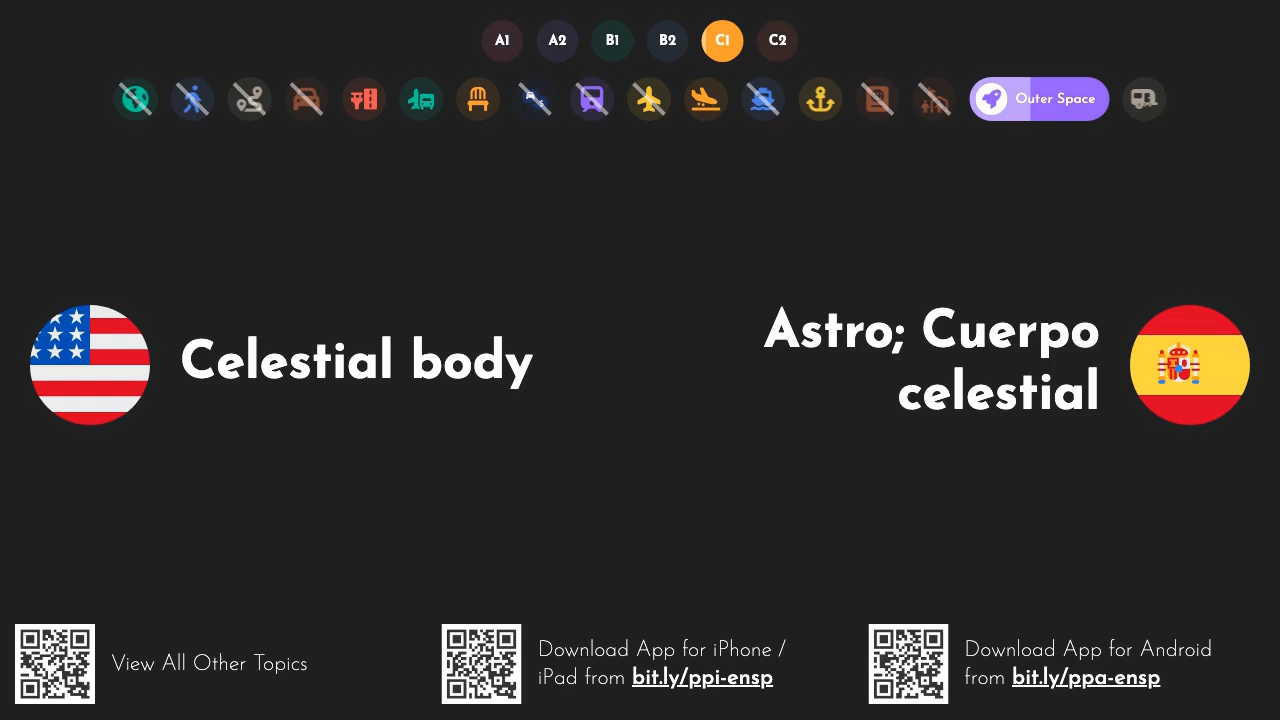 A1 A2 B1 B2 C1 C2
Outer Space
Celestial body
Astro; Cuerpo
celestial
View All Other Topics
Download App for iPhone /
iPad from bit.ly/ppi-ensp
Download App for Android
from bit.ly/ppa-ensp